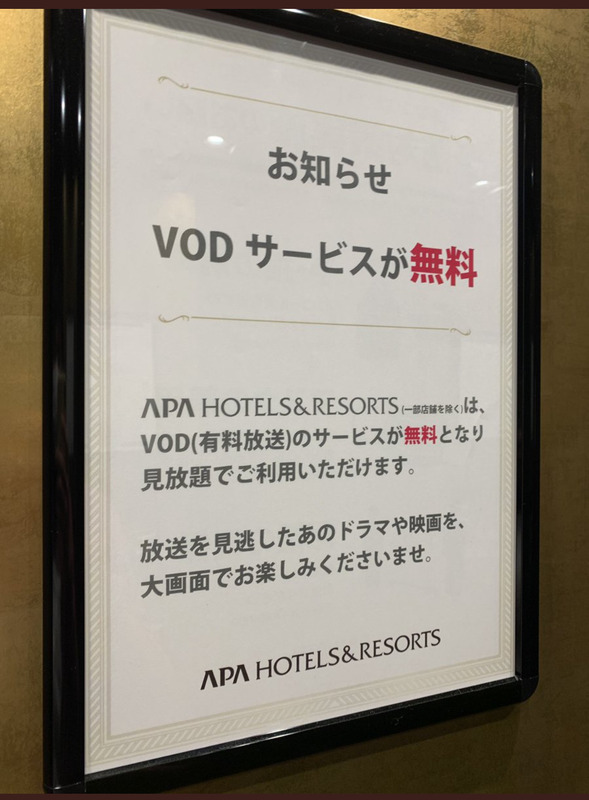 お知らせ
VOD サービスが無料
APA HOTELS&RESORTS (一部店舗を除く)は、
VOD(有料放送)のサービスが無料となり
見放題でご利用いただけます。
放送を見逃したあのドラマや映画を、
大画面でお楽しみくださいませ。
APA HOTELS&RESORTS